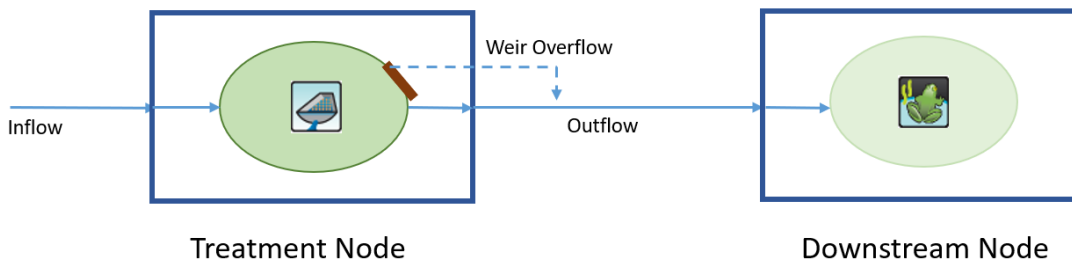 Weir Overflow
Inflow
Outflow
Treatment Node
Downstream Node